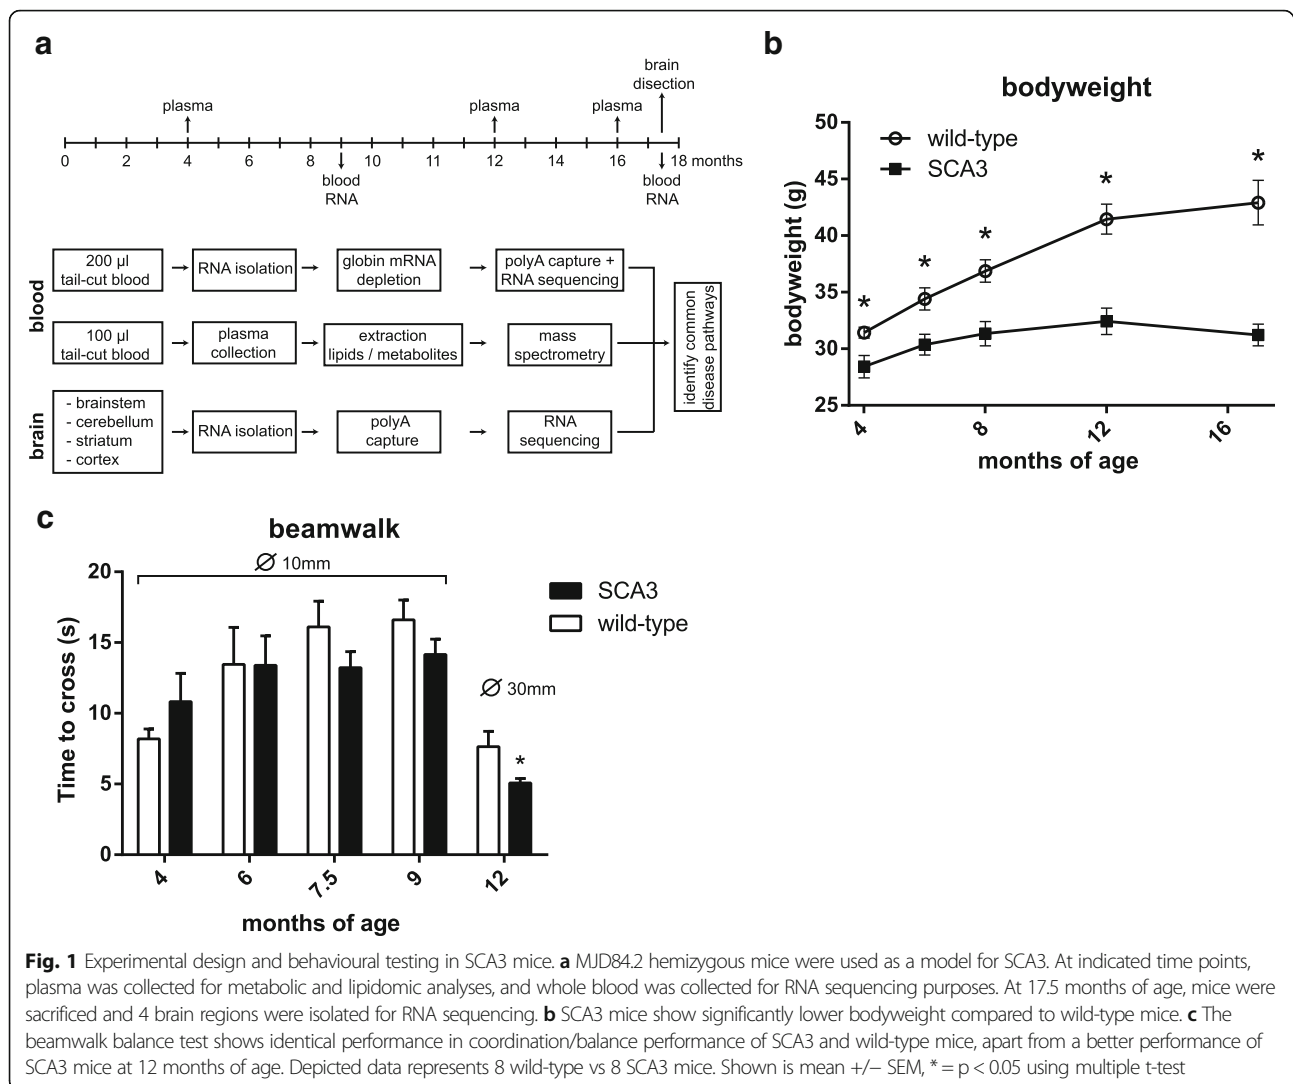 a
brain
disection
plasma
plasma
plasma
0 2 4 6 8 10 11 12 14 16 18 months
blood
RNA
blood
RNA
blood
200 µl
tail-cut blood
RNA isolation
globin mRNA
depletion
polyA capture +
RNA sequencing
100 µl
tail-cut blood
plasma
collection
extraction
lipids / metabolites
mass
spectrometry
identify common
disease pathways
brain
- brainstem
- cerebellum
- striatum
- cortex
RNA isolation
polyA
capture
RNA
sequencing
b
bodyweight
bodyweight (g)
50
45
40
35
30
25
wild-type
SCA3
*
*
*
*
*
4 8 12 16
months of age
c
beamwalk
Ø 10mm
Time to cross (s)
20
15
10
5
0
SCA3
wild-type
Ø 30mm
*
4 6 7.5 9 12
months of age
Fig. 1 Experimental design and behavioural testing in SCA3 mice. a MJD84.2 hemizygous mice were used as a model for SCA3. At indicated time points,
plasma was collected for metabolic and lipidomic analyses, and whole blood was collected for RNA sequencing purposes. At 17.5 months of age, mice were
sacrificed and 4 brain regions were isolated for RNA sequencing. b SCA3 mice show significantly lower bodyweight compared to wild-type mice. c The
beamwalk balance test shows identical performance in coordination/balance performance of SCA3 and wild-type mice, apart from a better performance of
SCA3 mice at 12 months of age. Depicted data represents 8 wild-type vs 8 SCA3 mice. Shown is mean +/− SEM, * = p < 0.05 using multiple t-test